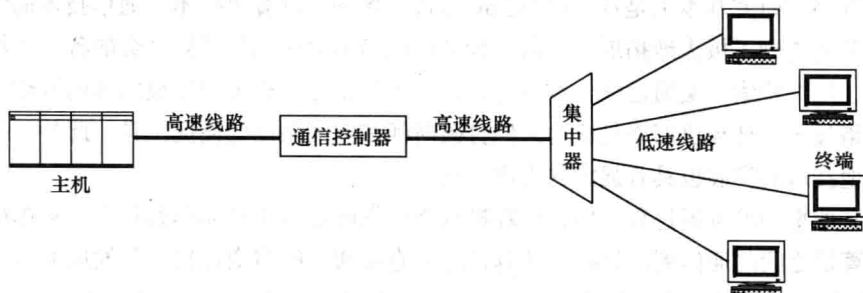 高速线路
通信控制器
高速线路
集中器
低速线路
终端
主机